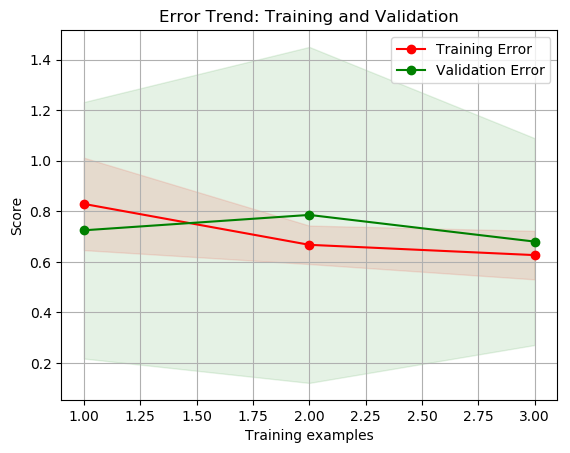 Error Trend: Training and Validation
Training Error
Validation Error
Score
1.4
1.2
1.0
0.8
0.6
0.4
0.2
1.00 1.25 1.50 1.75 2.00 2.25 2.50 2.75 3.00
Training examples